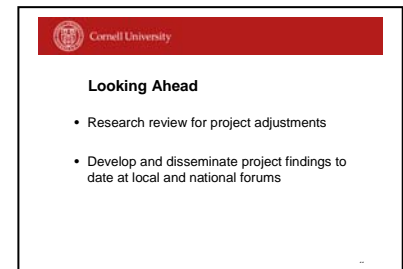 Cornell University
Looking Ahead
• Research review for project adjustments
• Develop and disseminate project findings to
date at local and national forums